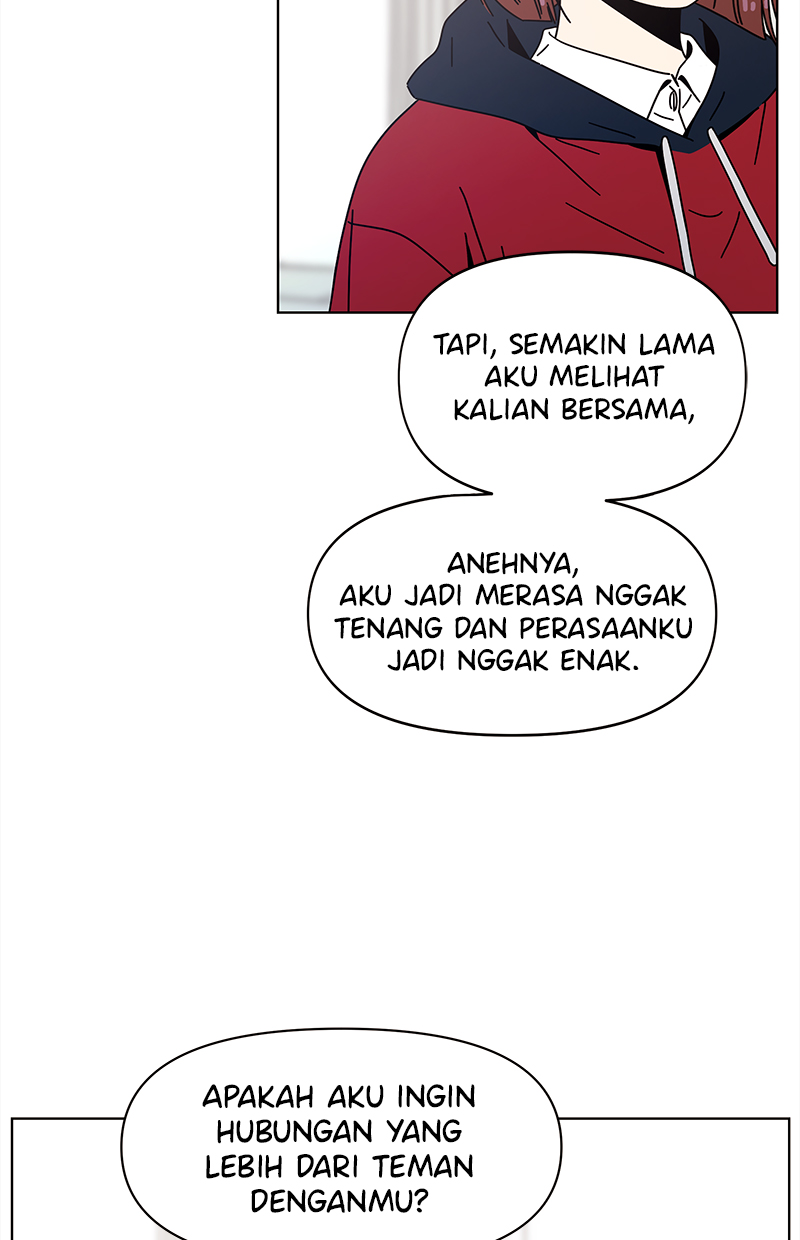 TAPI, SEMAKIN LAMA
AKU MELIHAT
KALIAN BERSAMA,
ANEHNYA,
AKU JADI MERASA NGGAK
TENANG DAN PERASAANKU
JADI NGGAK ENAK.
APAKAH AKU INGIN
HUBUNGAN YANG
LEBIH DARI TEMAN
DENGANMU?